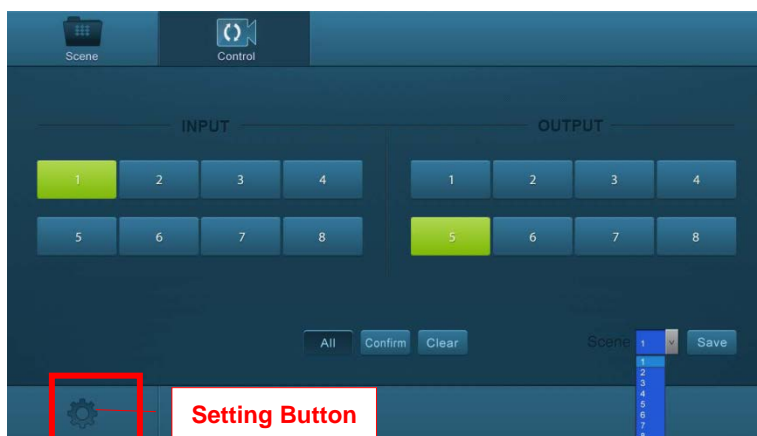 Scene Control
INPUT OUTPUT
1 2 3 4 1 2 3 4
5 6 7 8 5 6 7 8
All Confirm Clear Scene 1 Save
1
2
3
4
5
6
7
8
Setting Button